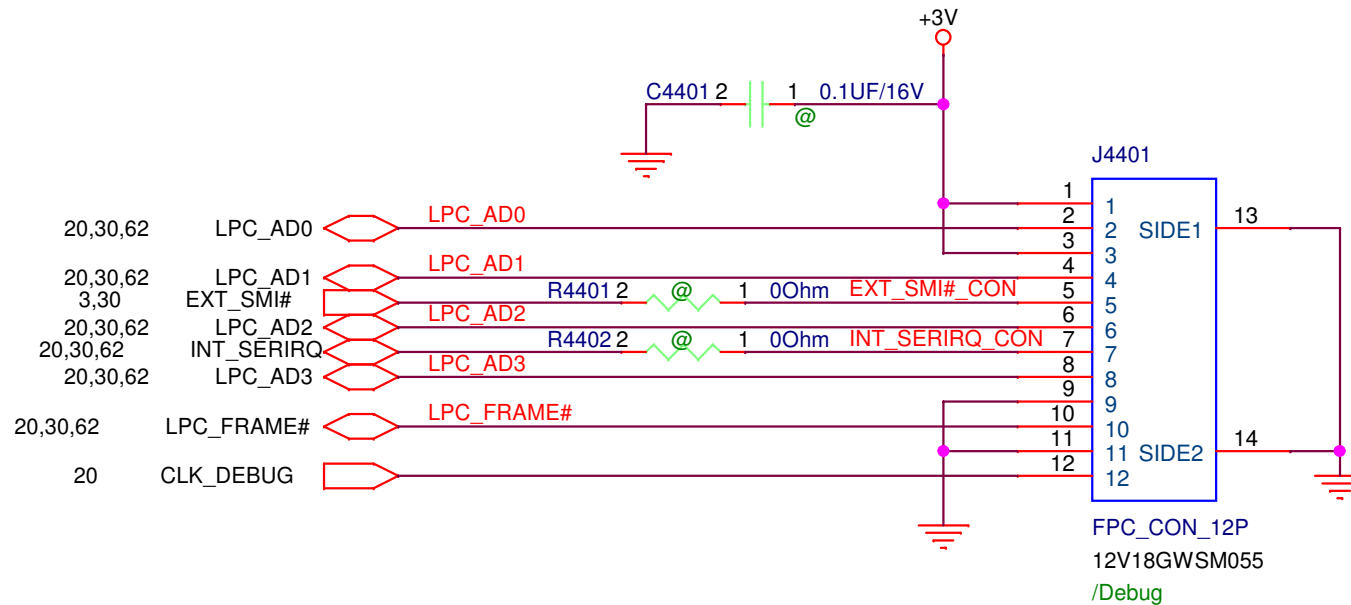 +3V
C4401 2 1 0.1UF/16V
@
J4401
1 1
20,30,62 LPC_AD0 LPC_AD0 2 2 SIDE1 13
3 3
20,30,62 LPC_AD1 LPC_AD1 4 4
3,30 EXT_SMI# R4401 2 @ 1 0Ohm EXT_SMI#_CON 5 5
20,30,62 LPC_AD2 LPC_AD2 6 6
20,30,62 INT_SERIRQ R4402 2 @ 1 0Ohm INT_SERIRQ_CON 7 7
20,30,62 LPC_AD3 LPC_AD3 8 8
9 9
20,30,62 LPC_FRAME# LPC_FRAME# 10 10
11 11 SIDE2 14
20 CLK_DEBUG 12 12
FPC_CON_12P
12V18GWSM055
/Debug